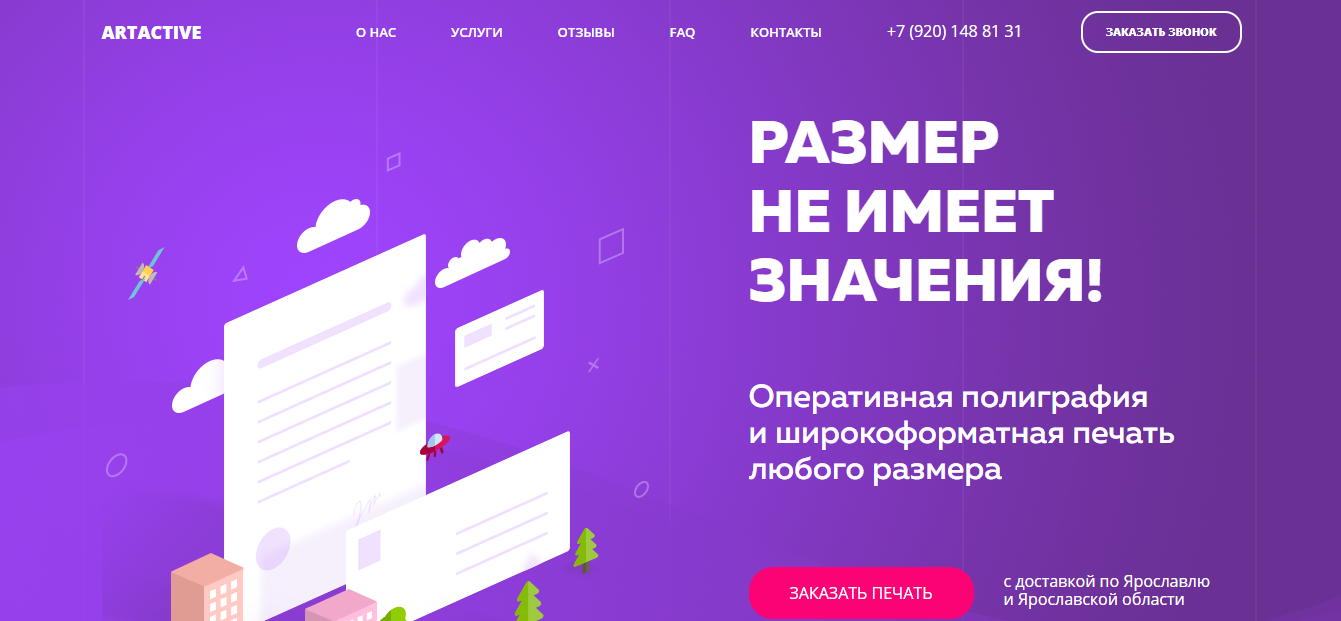 ARTACTIVE
О НАС
УСЛУГИ
ОТЗЫВЫ
FAQ
КОНТАКТЫ
+7 (920) 148 81 31
ЗАКАЗАТЬ ЗВОНОК
РАЗМЕР
НЕ ИМЕЕТ
ЗНАЧЕНИЯ!
Оперативная полиграфия
и широкоформатная печать
любого размера
ЗАКАЗАТЬ ПЕЧАТЬ
с доставкой по Ярославлю
и Ярославской области